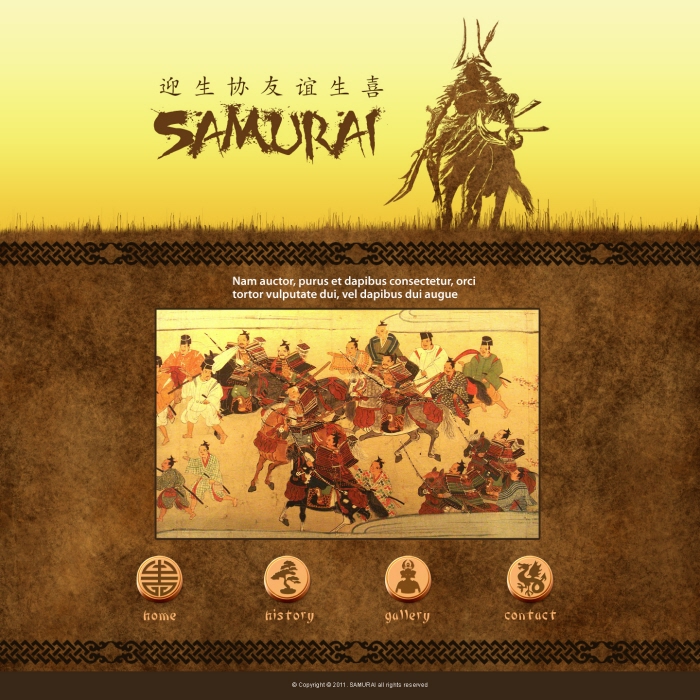 迎生协友谊生喜
SAMURAI
Nam auctor, purus et dapibus consectetur, orci
tortor vulputate dui, vel dapibus dui augue
home
history
gallery
contact
© Copyright © 2011. SAMURAI all rights reserved